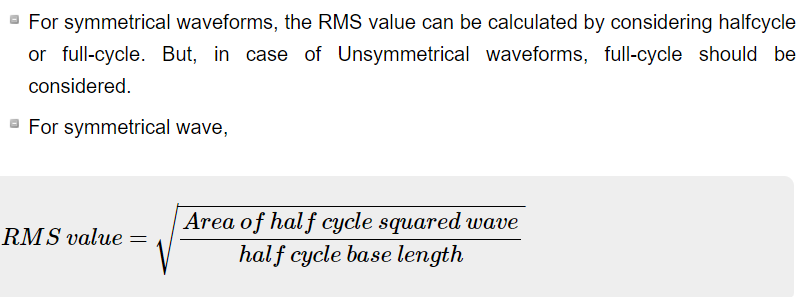 For symmetrical waveforms, the RMS value can be calculated by considering halfcycle
or full-cycle. But, in case of Unsymmetrical waveforms, full-cycle should be
considered.
For symmetrical wave,
RMS value = √(Area of half cycle squared wave / half cycle base length)